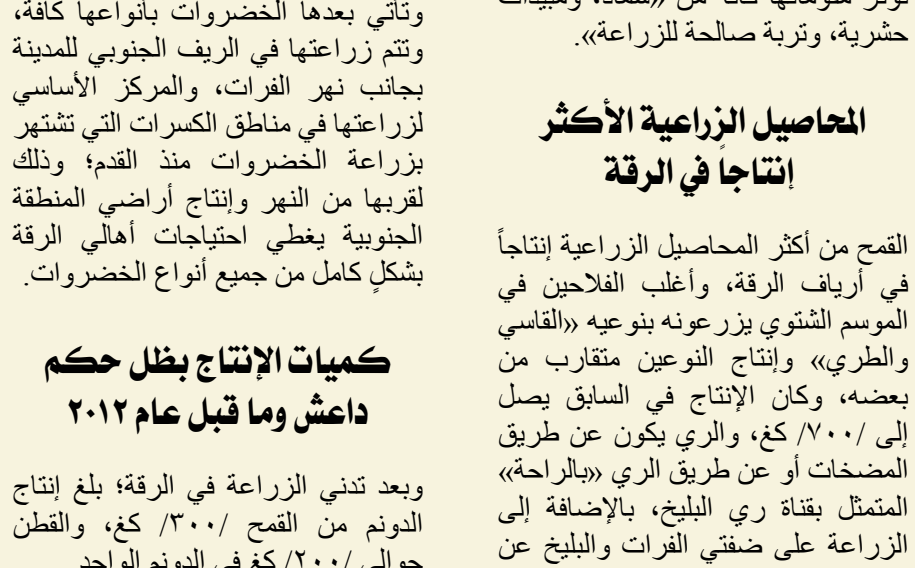 حشرية، وتربة صالحة للزراعة».
المحاصيل الزراعية الأكثر
إنتاجاً في الرقة
القمح من أكثر المحاصيل الزراعية إنتاجاً
في أرياف الرقة، وأغلب الفلاحين في
الموسم الشتوي يزرعونه بنوعيه «القاسي
والطري» وإنتاج النوعين متقارب من
بعضه، وكان الإنتاج في السابق يصل
إلى /٧٠٠/ كغ، والري يكون عن طريق
المضخات أو عن طريق الري «بالراحة»
المتمثل بقناة ري البليخ، بالإضافة إلى
الزراعة على ضفتي الفرات والبليخ عن
وتأتي بعدها الخضروات بأنواعها كافة،
وتتم زراعتها في الريف الجنوبي للمدينة
بجانب نهر الفرات، والمركز الأساسي
لزراعتها في مناطق الكسرات التي تشتهر
بزراعة الخضروات منذ القدم؛ وذلك
لقربها من النهر وإنتاج أراضي المنطقة
الجنوبية يغطي احتياجات أهالي الرقة
بشكلٍ كامل من جميع أنواع الخضروات.
كميات الإنتاج بظل حكم
داعش وما قبل عام ٢٠١٢
وبعد تدني الزراعة في الرقة؛ بلغ إنتاج
الدونم من القمح /٣٠٠/ كغ، والقطن
حوالي /٢٠٠/ كغ في الدونم الواحد